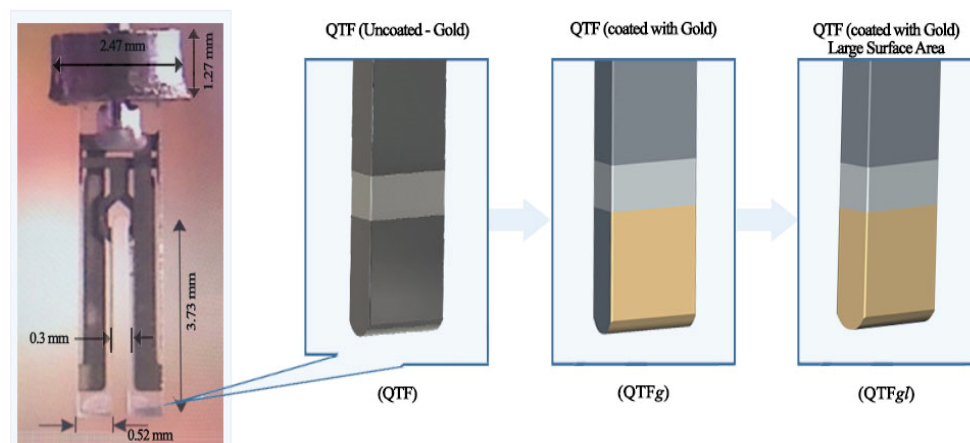 2.47 mm
1.27 mm
3.73 mm
0.3 mm
0.52 mm
QTF (Uncoated - Gold)
(QTF)
QTF (coated with Gold)
(QTFg)
QTF (coated with Gold)
Large Surface Area
(QTFgl)